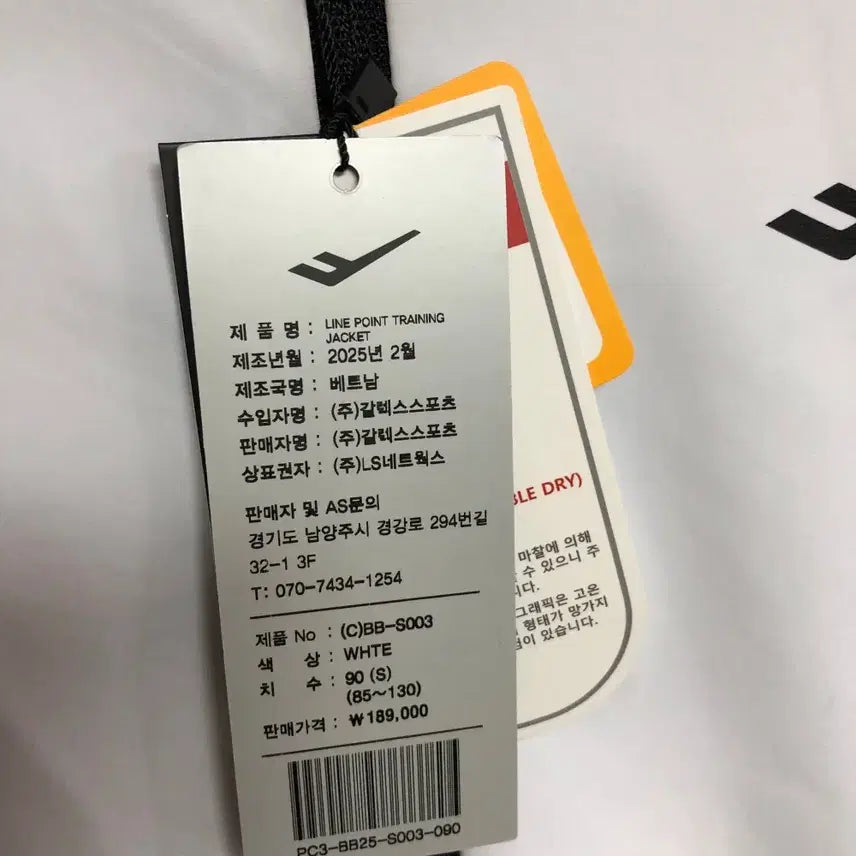 제 품 명 : LINE POINT TRAINING
JACKET
제조년월 : 2025년 2월
제조국명 : 베트남
수입자명 : (주)갈렉스스포츠
판매자명 : (주)갈렉스스포츠
상표권자 : (주)LS네트웍스
판매자 및 AS문의
경기도 남양주시 경강로 294번길
32-1 3F
T: 070-7434-1254
제품 No : (C)BB-S003
색 상 : WHTE
치 수 : 90 (S)
(85~130)
판매가격 : ₩189,000
PC3-BB25-S003-090
DRY)
마찰에 의해
수 있으니 주
고온
형태가 망가지
있습니다.